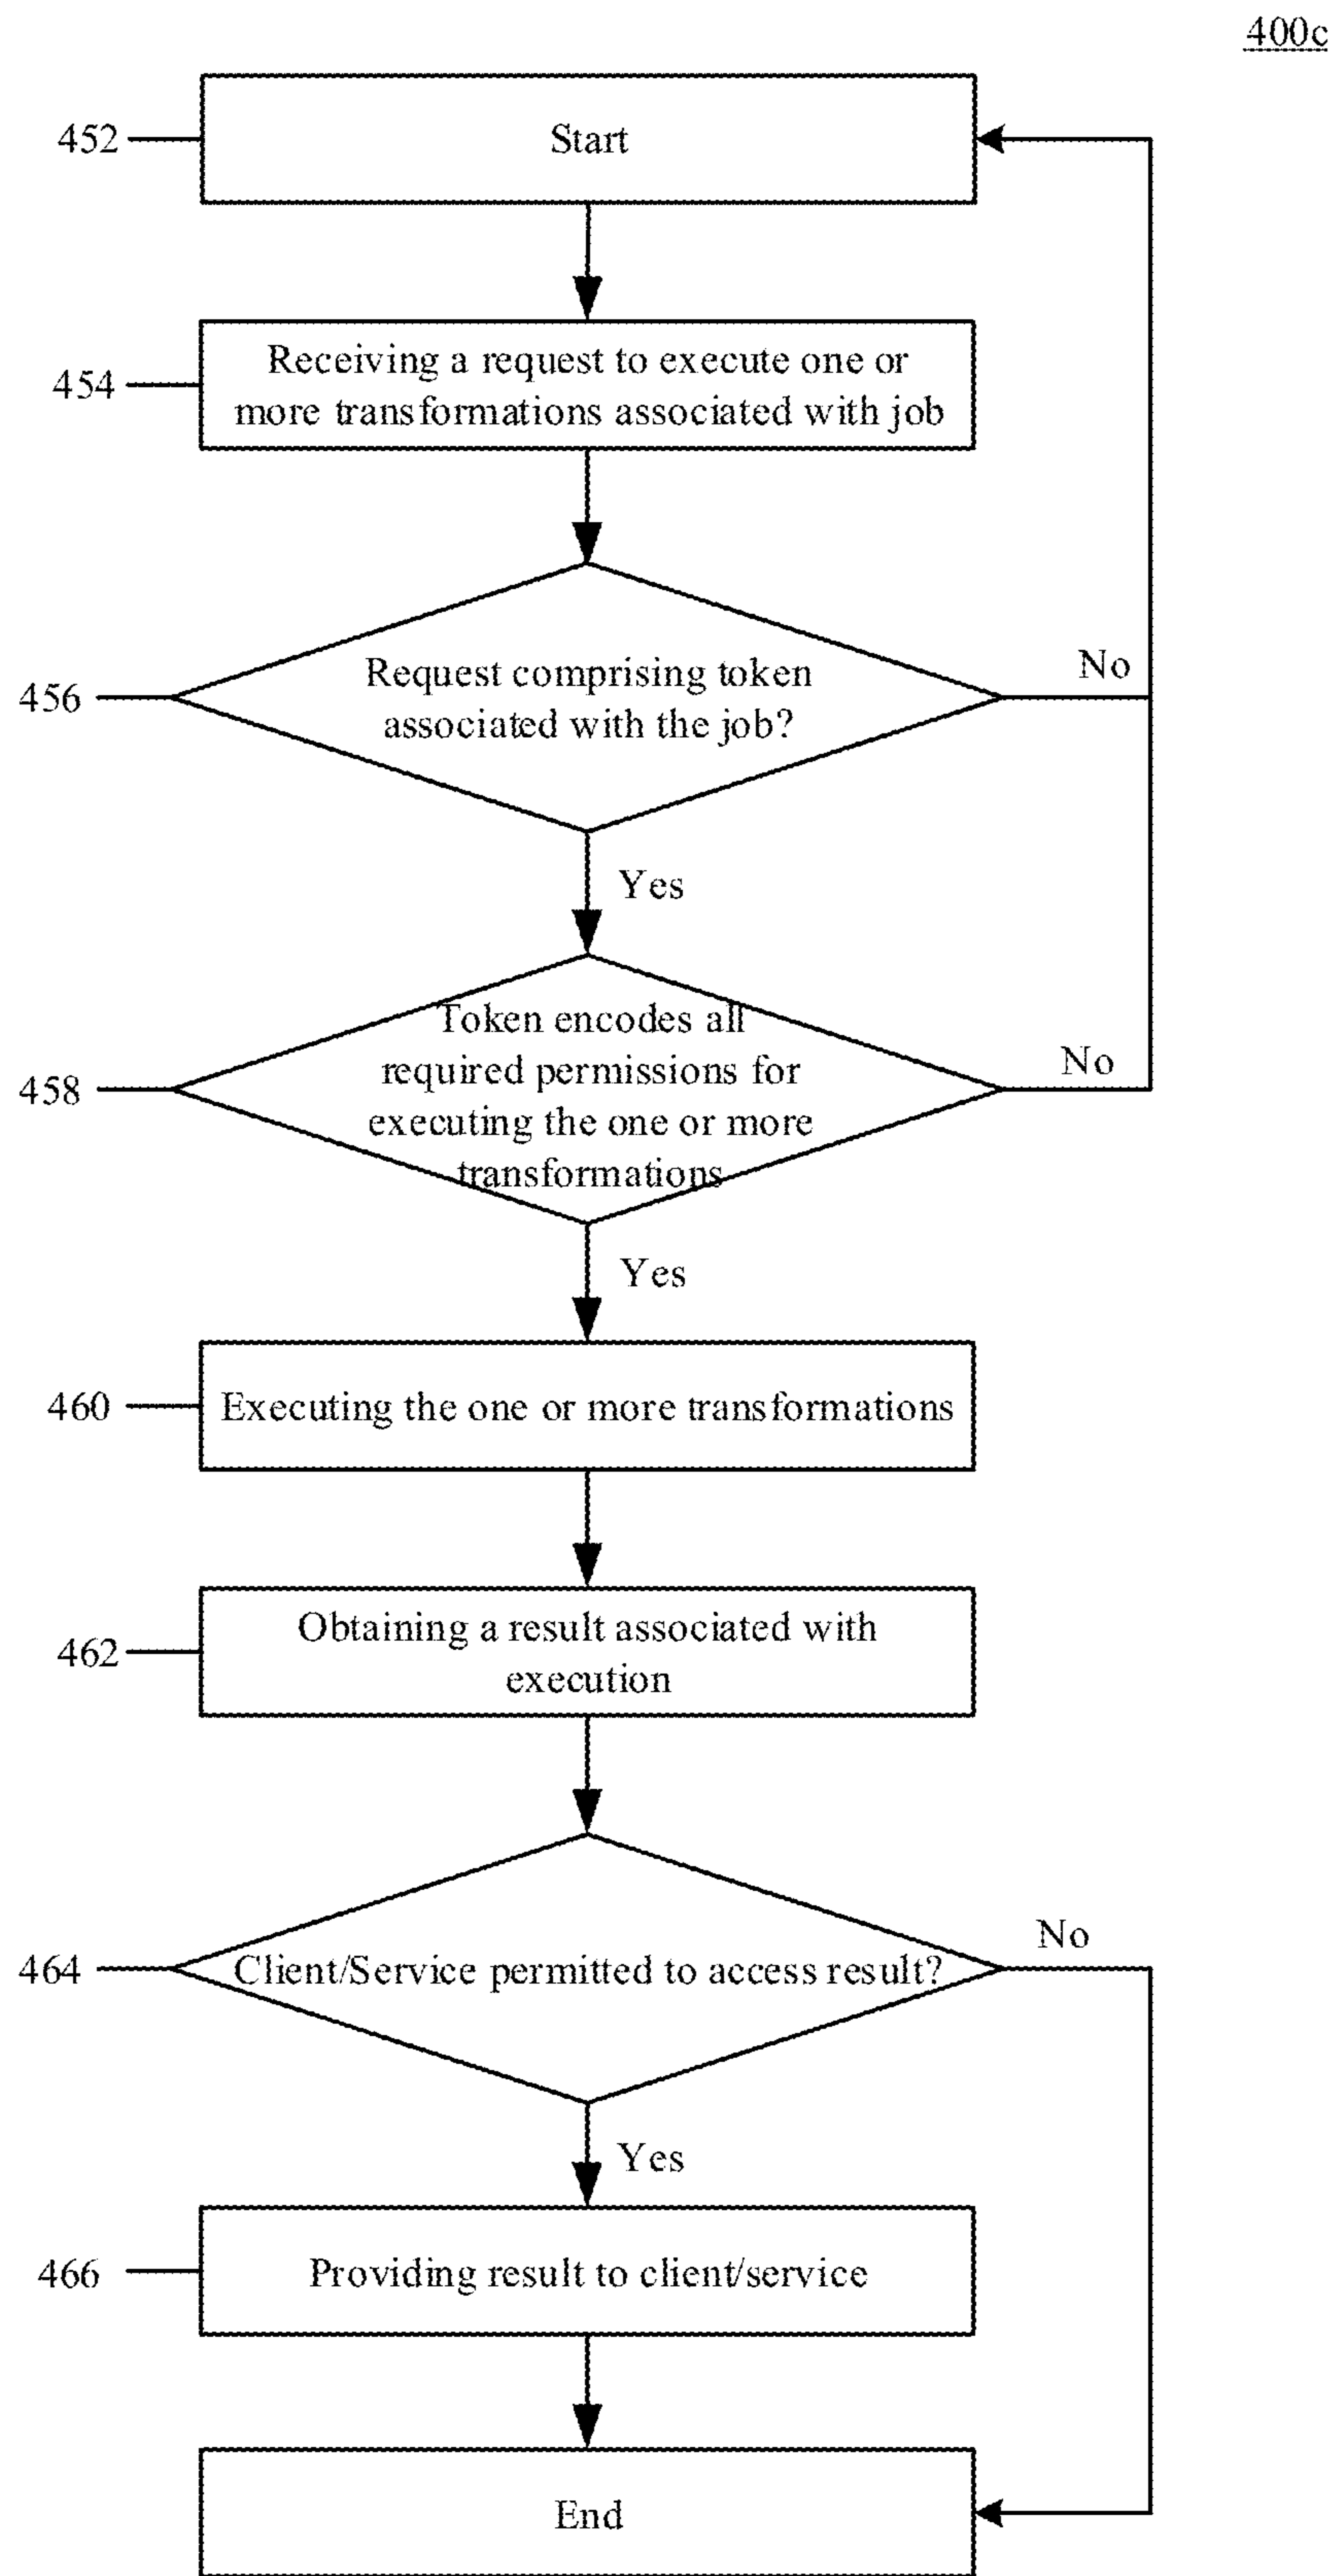 400c
452
Start
454
Receiving a request to execute one or
more transformations associated with job
456
Request comprising token
associated with the job?
No
Yes
458
Token encodes all
required permissions for
executing the one or more
transformations
No
Yes
460
Executing the one or more transformations
462
Obtaining a result associated with
execution
464
Client/Service permitted to access result?
No
Yes
466
Providing result to client/service
End